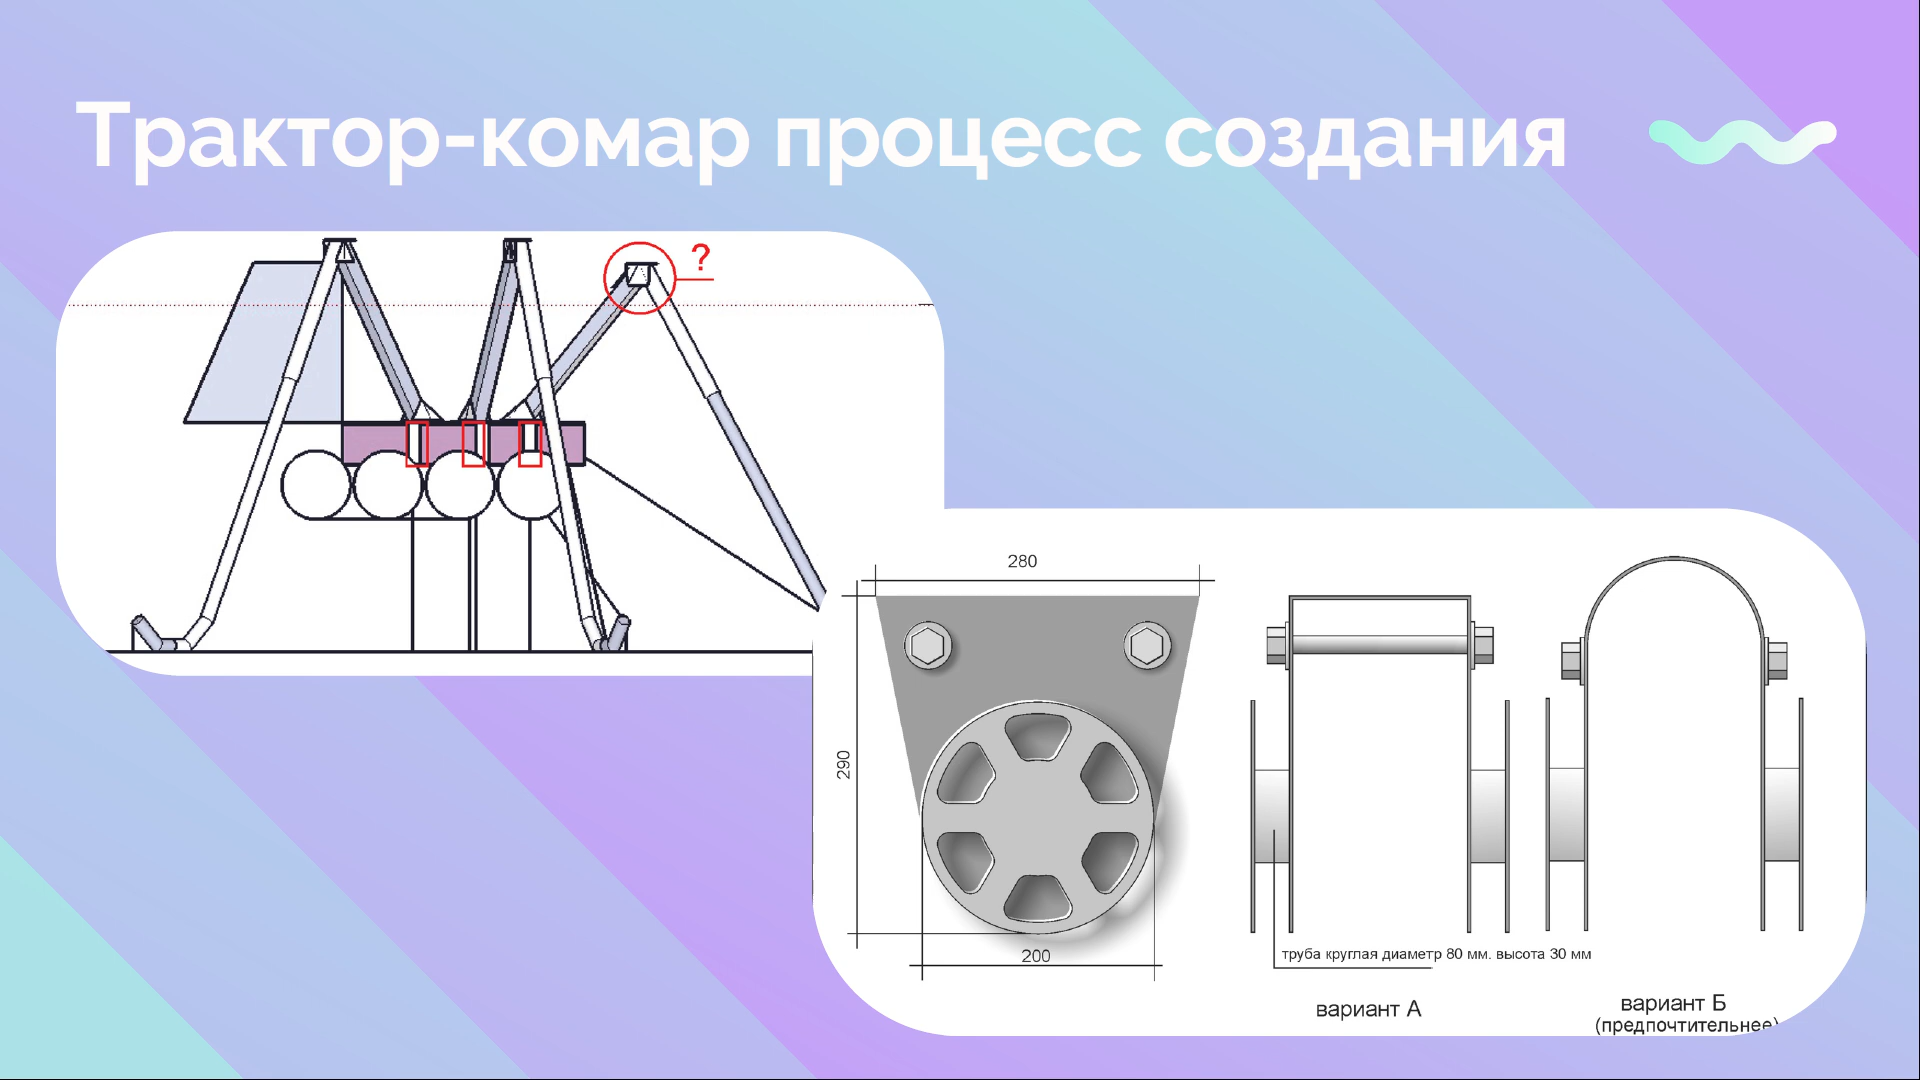 Трактор-комар процесс создания
?
280
290
200
труба круглая диаметр 80 мм. высота 30 мм
вариант А
вариант Б
(предпочтительнее)